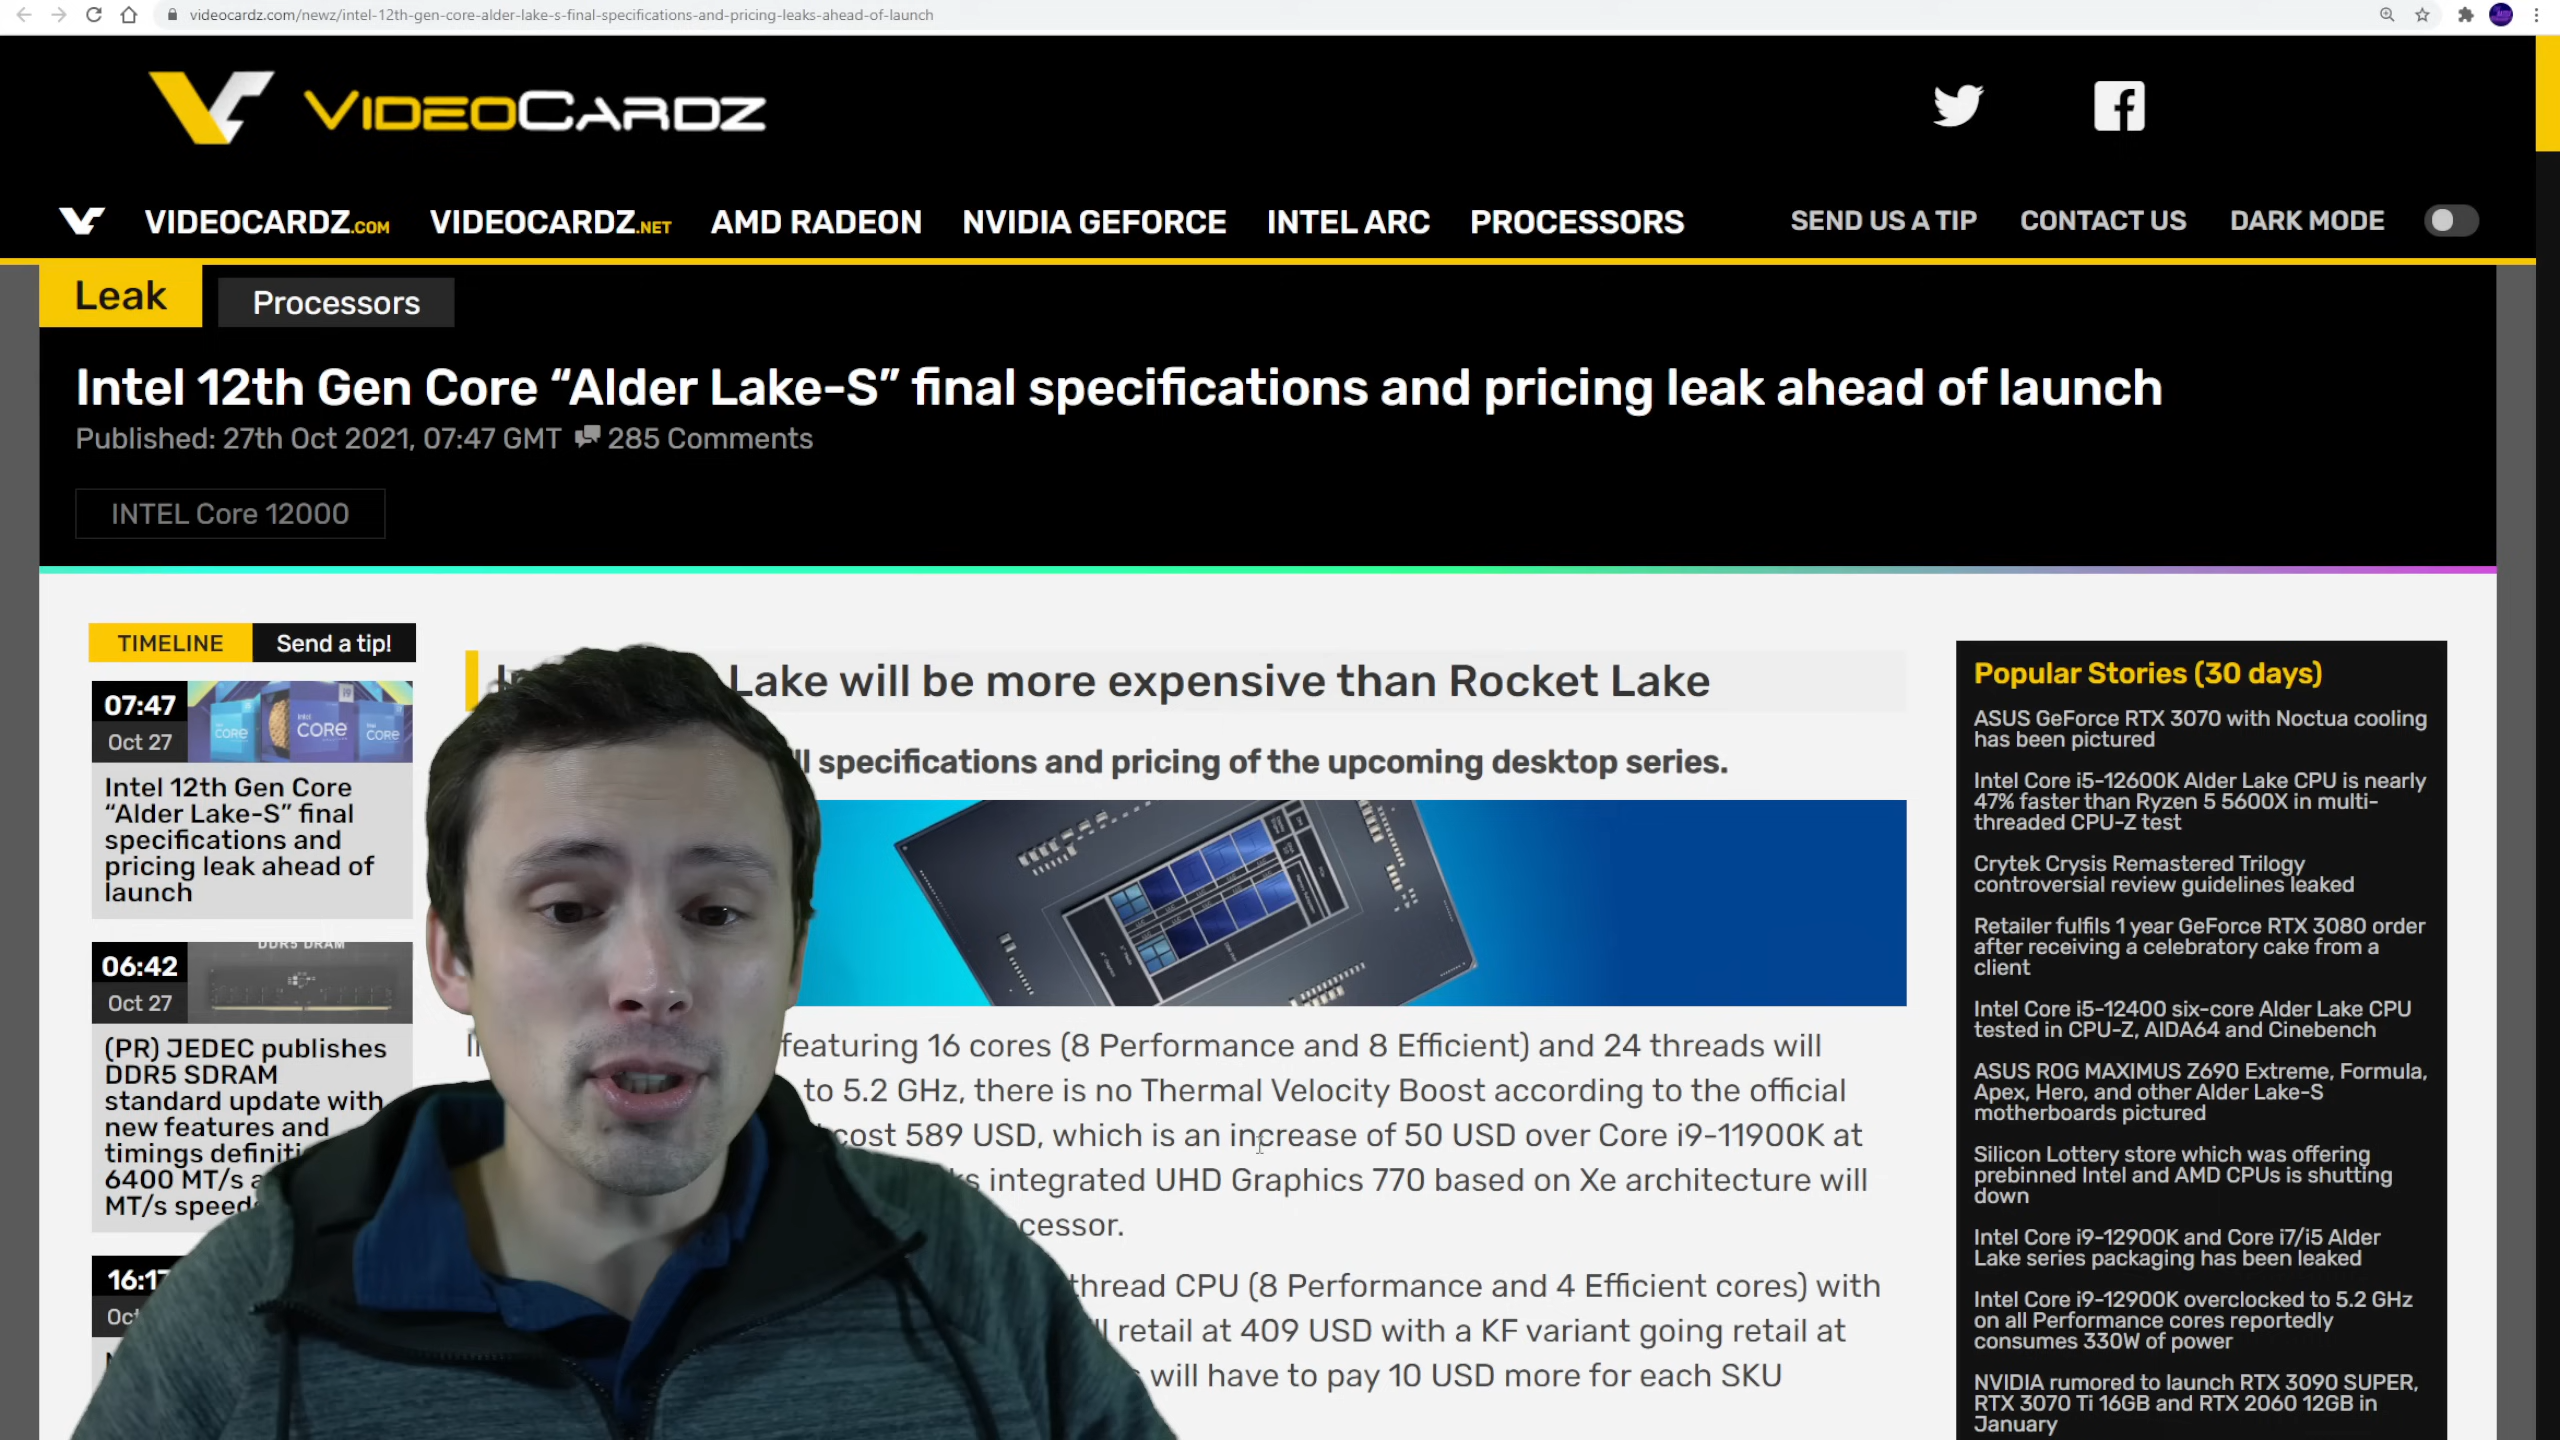 videocardz.com/newz/intel-12th-gen-core-alder-lake-s-final-specifications-and-pricing-leaks-ahead-of-launch
VIDEOCARDZ
VIDEOCARDZ.COM VIDEOCARDZ.NET AMD RADEON NVIDIA GEFORCE INTEL ARC PROCESSORS SEND US A TIP CONTACT US DARK MODE
Leak Processors
Intel 12th Gen Core “Alder Lake-S” final specifications and pricing leak ahead of launch
Published: 27th Oct 2021, 07:47 GMT 285 Comments
INTEL Core 12000
TIMELINE Send a tip!
07:47
Oct 27
intel CORE i9 intel CORE intel CORE
Intel 12th Gen Core
“Alder Lake-S” final
specifications and
pricing leak ahead of
launch
DDR5 DRAM
06:42
Oct 27
(PR) JEDEC publishes
DDR5 SDRAM
standard update with
new features and
timings
6400 MT/s
MT/s
16:17
Lake will be more expensive than Rocket Lake
specifications and pricing of the upcoming desktop series.
featuring 16 cores (8 Performance and 8 Efficient) and 24 threads will
to 5.2 GHz, there is no Thermal Velocity Boost according to the official
cost 589 USD, which is an increase of 50 USD over Core i9-11900K at
integrated UHD Graphics 770 based on Xe architecture will
thread CPU (8 Performance and 4 Efficient cores) with
retail at 409 USD with a KF variant going retail at
will have to pay 10 USD more for each SKU
Popular Stories (30 days)
ASUS GeForce RTX 3070 with Noctua cooling
has been pictured
Intel Core i5-12600K Alder Lake CPU is nearly
47% faster than Ryzen 5 5600X in multi-
threaded CPU-Z test
Crytek Crysis Remastered Trilogy
controversial review guidelines leaked
Retailer fulfils 1 year GeForce RTX 3080 order
after receiving a celebratory cake from a
client
Intel Core i5-12400 six-core Alder Lake CPU
tested in CPU-Z, AIDA64 and Cinebench
ASUS ROG MAXIMUS Z690 Extreme, Formula,
Apex, Hero, and other Alder Lake-S
motherboards pictured
Silicon Lottery store which was offering
prebinned Intel and AMD CPUs is shutting
down
Intel Core i9-12900K and Core i7/i5 Alder
Lake series packaging has been leaked
Intel Core i9-12900K overclocked to 5.2 GHz
on all Performance cores reportedly
consumes 330W of power
NVIDIA rumored to launch RTX 3090 SUPER,
RTX 3070 Ti 16GB and RTX 2060 12GB in
January